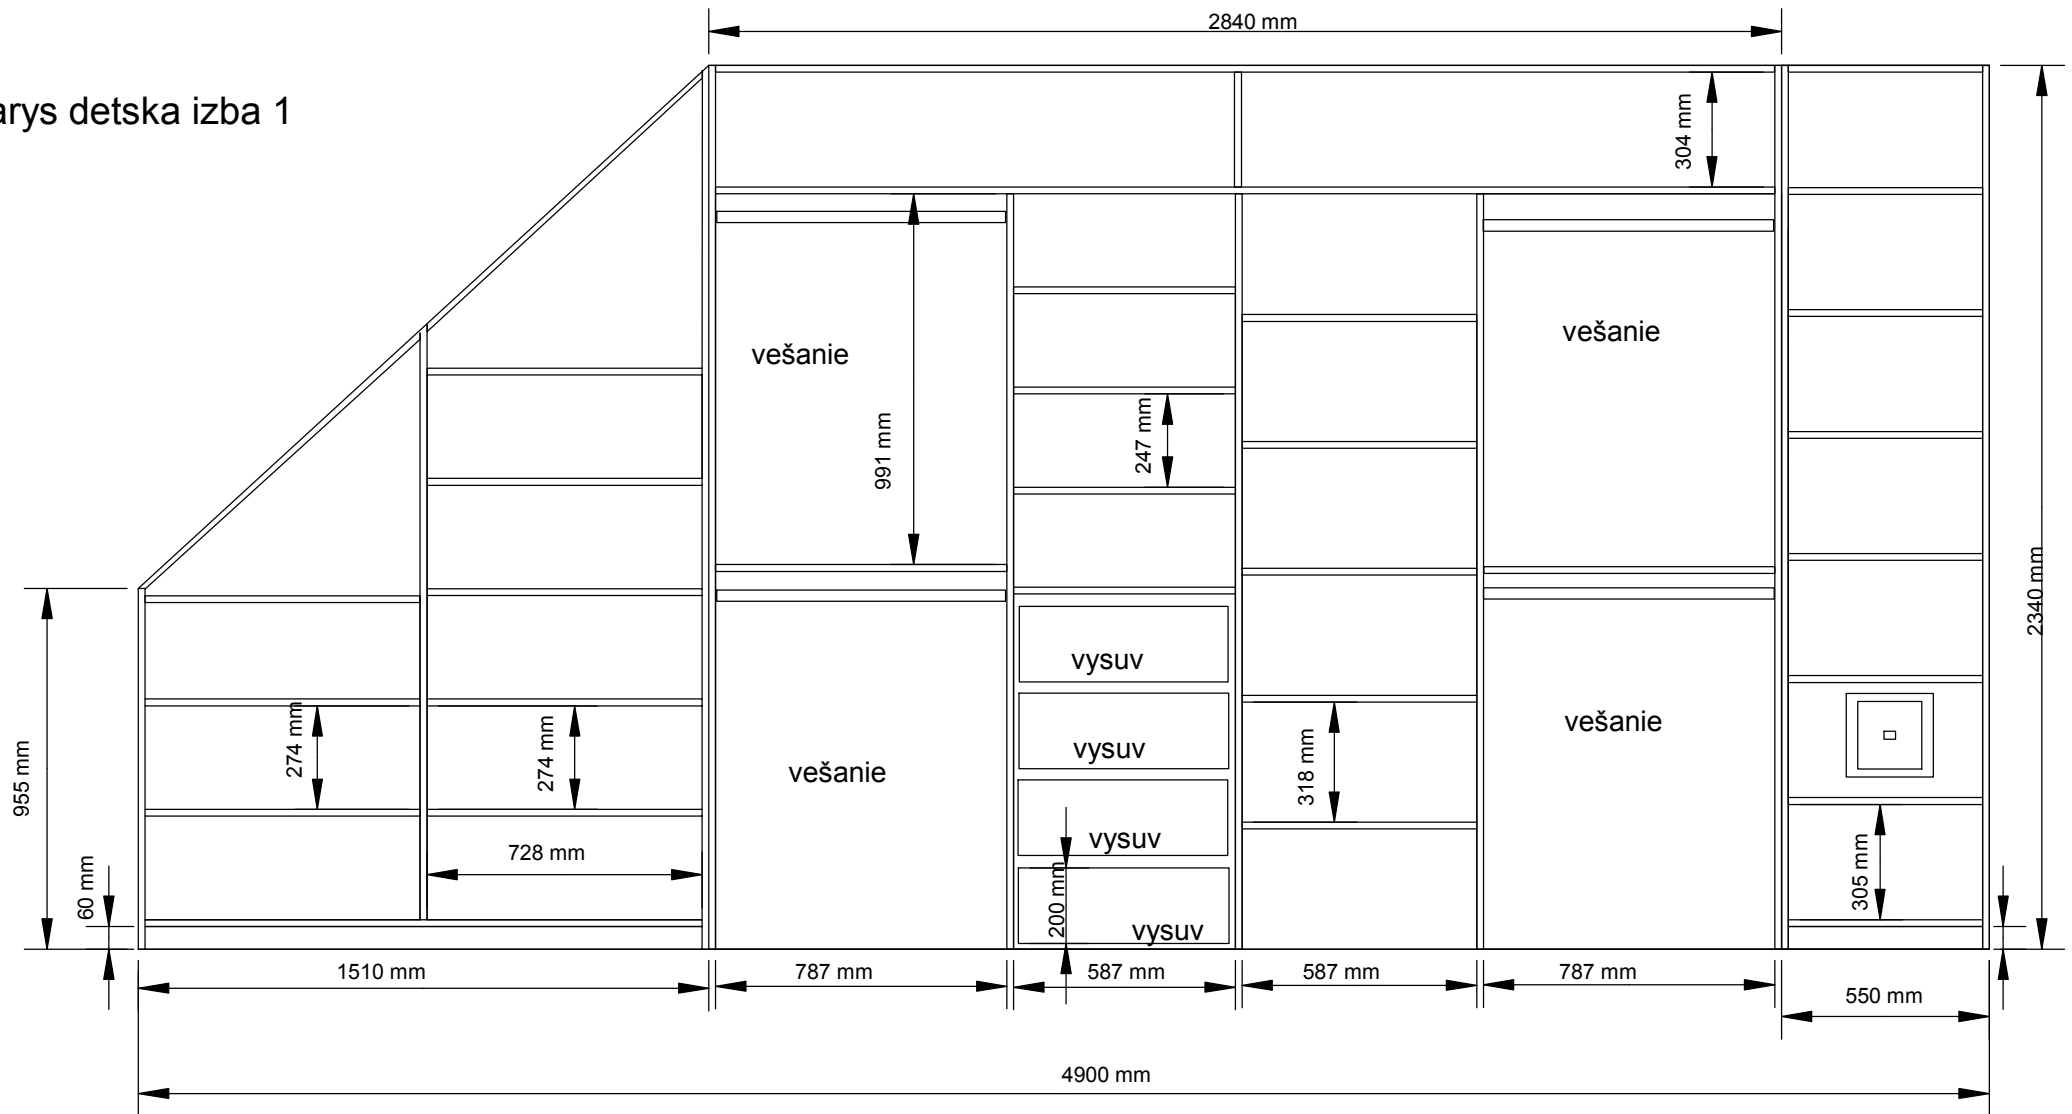 2840 mm
arys detska izba 1
304 mm
vešanie
vešanie
991 mm
247 mm
2340 mm
vysuv
vysuv
vysuv
vysuv
vešanie
vešanie
955 mm
274 mm
274 mm
318 mm
728 mm
60 mm
200 mm
305 mm
1510 mm
787 mm
587 mm
587 mm
787 mm
550 mm
4900 mm